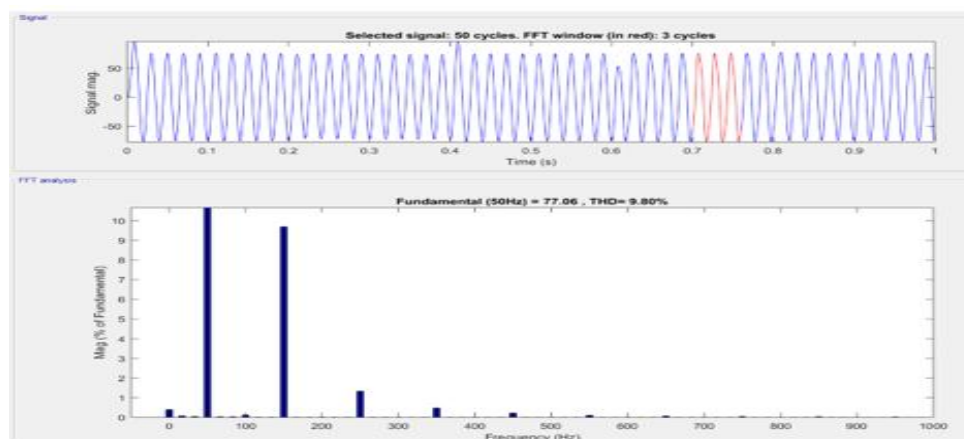 Signal
Selected signal: 50 cycles. FFT window (in red): 3 cycles
Signal mag.
50
0
-50
0 0.1 0.2 0.3 0.4 0.5 0.6 0.7 0.8 0.9 1
Time (s)
FFT analysis
Fundamental (50Hz) = 77.06 , THD= 9.80%
Mag (% of Fundamental)
10
9
8
7
6
5
4
3
2
1
0
0 100 200 300 400 500 600 700 800 900 1000
Frequency (Hz)